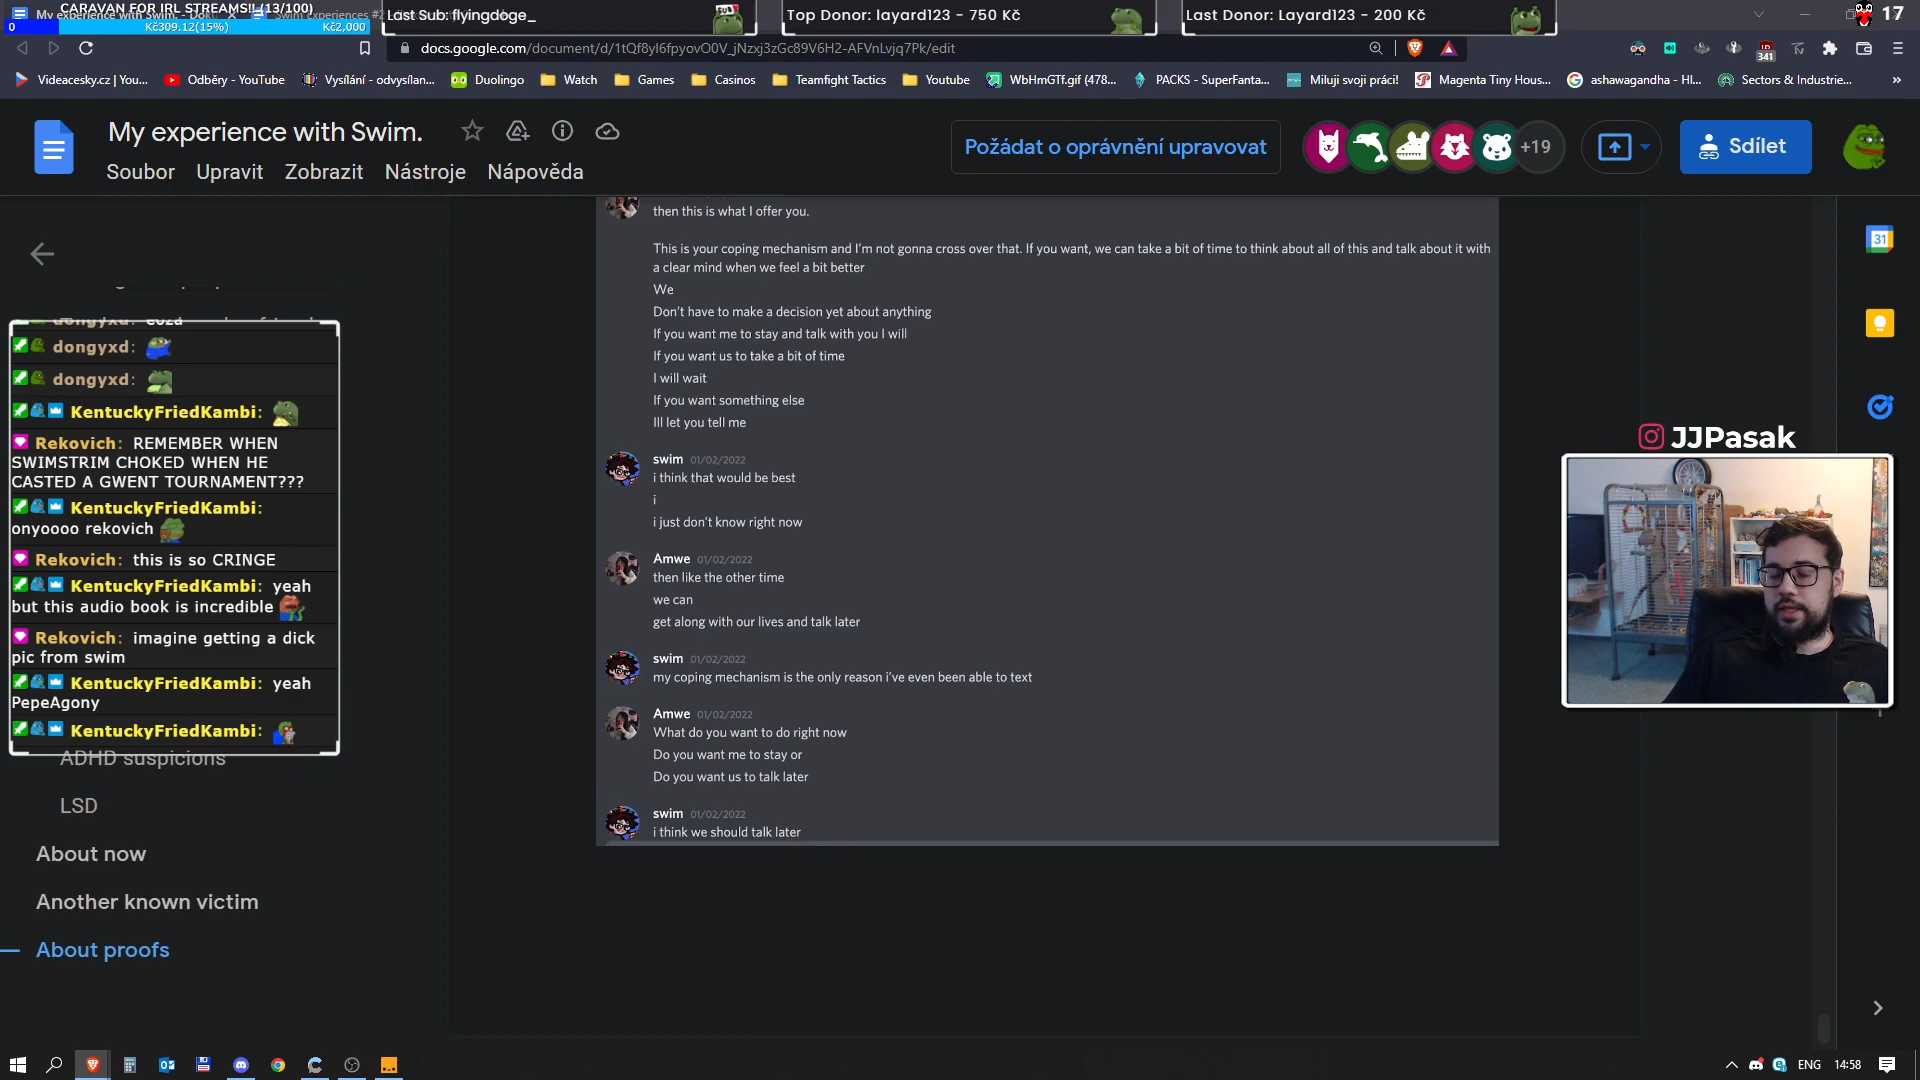 CARAVAN FOR IRL STREAMS!! (13/100)
0 Kč309.12(15%) Kč2,000
Last Sub: flyingdoge_
Top Donor: layard123 - 750 Kč
Last Donor: Layard123 - 200 Kč
17
docs.google.com/document/d/1tQf8yl6fpyovO0V_jNzxj3zGc89V6H2-AFVnLvjq7Pk/edit
341
Videacesky.cz | You...
Odběry - YouTube
Vysílání - odvysílan...
Duolingo
Watch
Games
Casinos
Teamfight Tactics
Youtube
WbHmGTf.gif (478...
PACKS - SuperFanta...
Miluji svoji práci!
Magenta Tiny Hous...
ashawagandha - Hl...
Sectors & Industrie...
»
My experience with Swim.
Soubor Upravit Zobrazit Nástroje Nápověda
Požádat o oprávnění upravovat
+19
Sdílet
31
then this is what I offer you.
This is your coping mechanism and I'm not gonna cross over that. If you want, we can take a bit of time to think about all of this and talk about it with
a clear mind when we feel a bit better
We
Don't have to make a decision yet about anything
If you want me to stay and talk with you I will
If you want us to take a bit of time
I will wait
If you want something else
Ill let you tell me
swim 01/02/2022
i think that would be best
i
i just don't know right now
Amwe 01/02/2022
then like the other time
we can
get along with our lives and talk later
swim 01/02/2022
my coping mechanism is the only reason i've even been able to text
Amwe 01/02/2022
What do you want to do right now
Do you want me to stay or
Do you want us to talk later
swim 01/02/2022
i think we should talk later
dongyxd:
dongyxd:
KentuckyFriedKambi:
Rekovich: REMEMBER WHEN
SWIMSTRIM CHOKED WHEN HE
CASTED A GWENT TOURNAMENT???
KentuckyFriedKambi:
onyoooo rekovich
Rekovich: this is so CRINGE
KentuckyFriedKambi: yeah
but this audio book is incredible
Rekovich: imagine getting a dick
pic from swim
KentuckyFriedKambi: yeah
PepeAgony
KentuckyFriedKambi:
ADHD suspicions
LSD
About now
Another known victim
About proofs
JJPasak
ENG 14:58